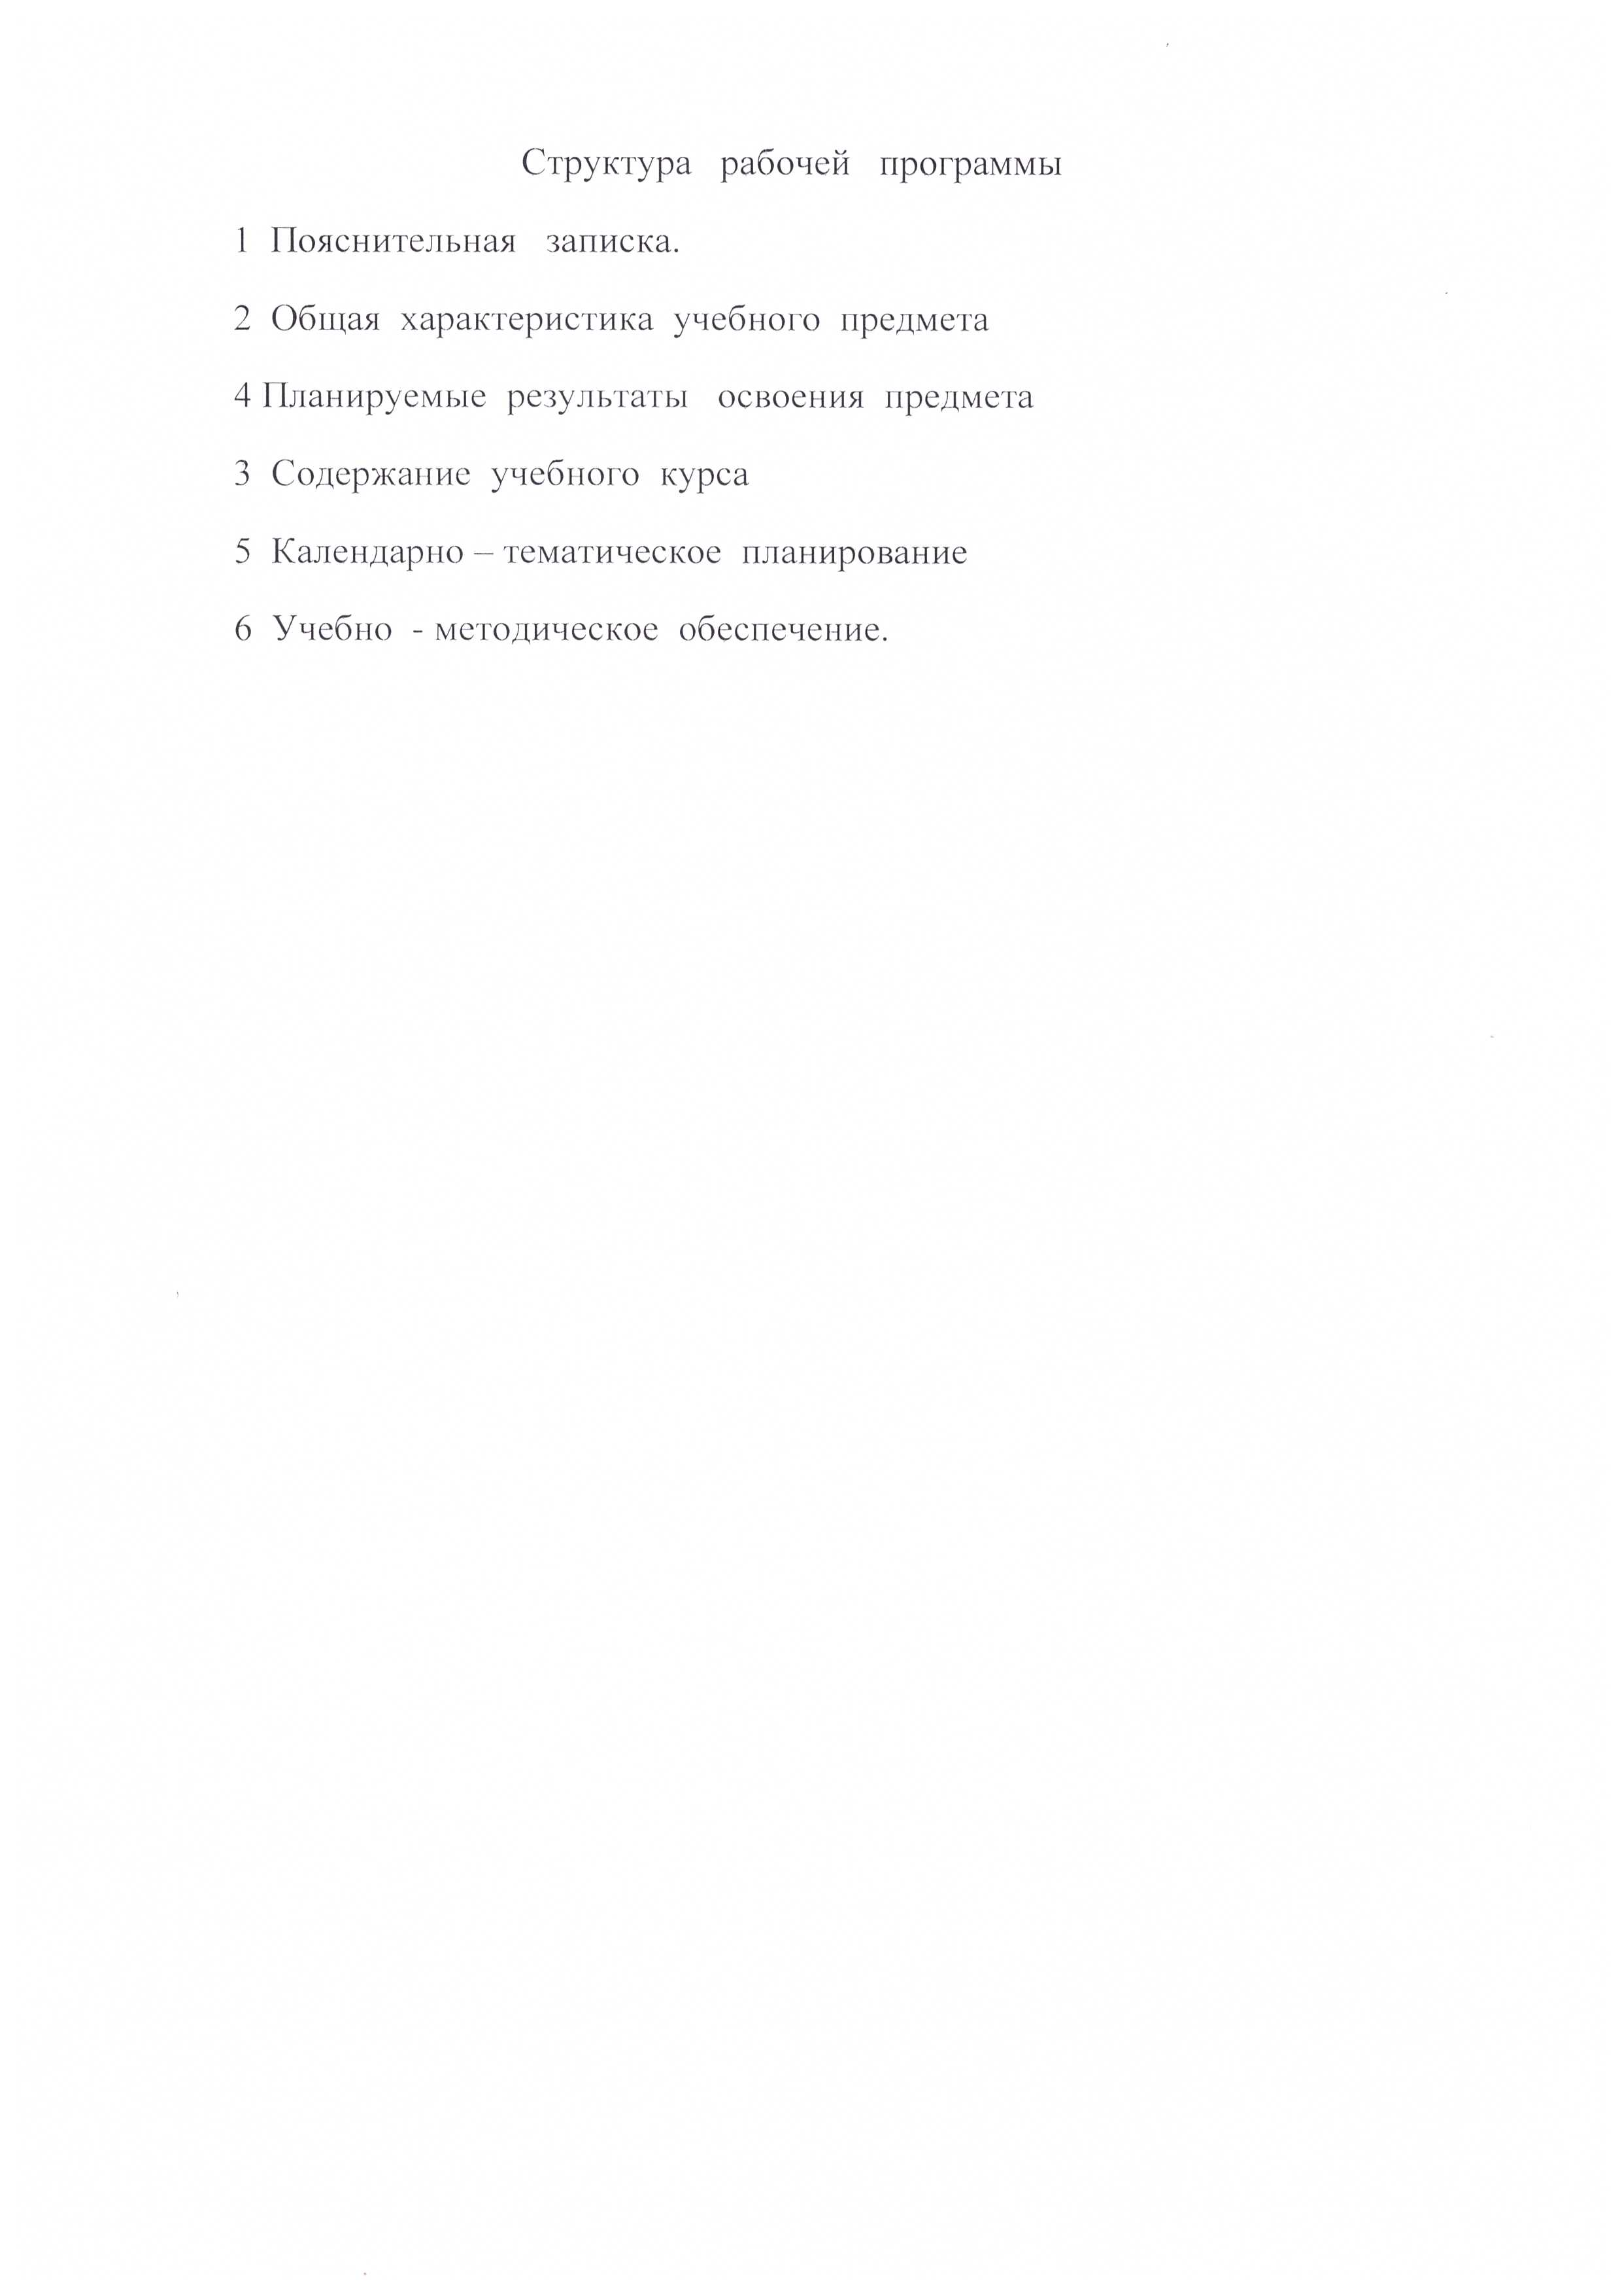 Структура рабочей программы
1 Пояснительная записка.
2 Общая характеристика учебного предмета
4 Планируемые результаты освоения предмета
3 Содержание учебного курса
5 Календарно – тематическое планирование
6 Учебно - методическое обеспечение.